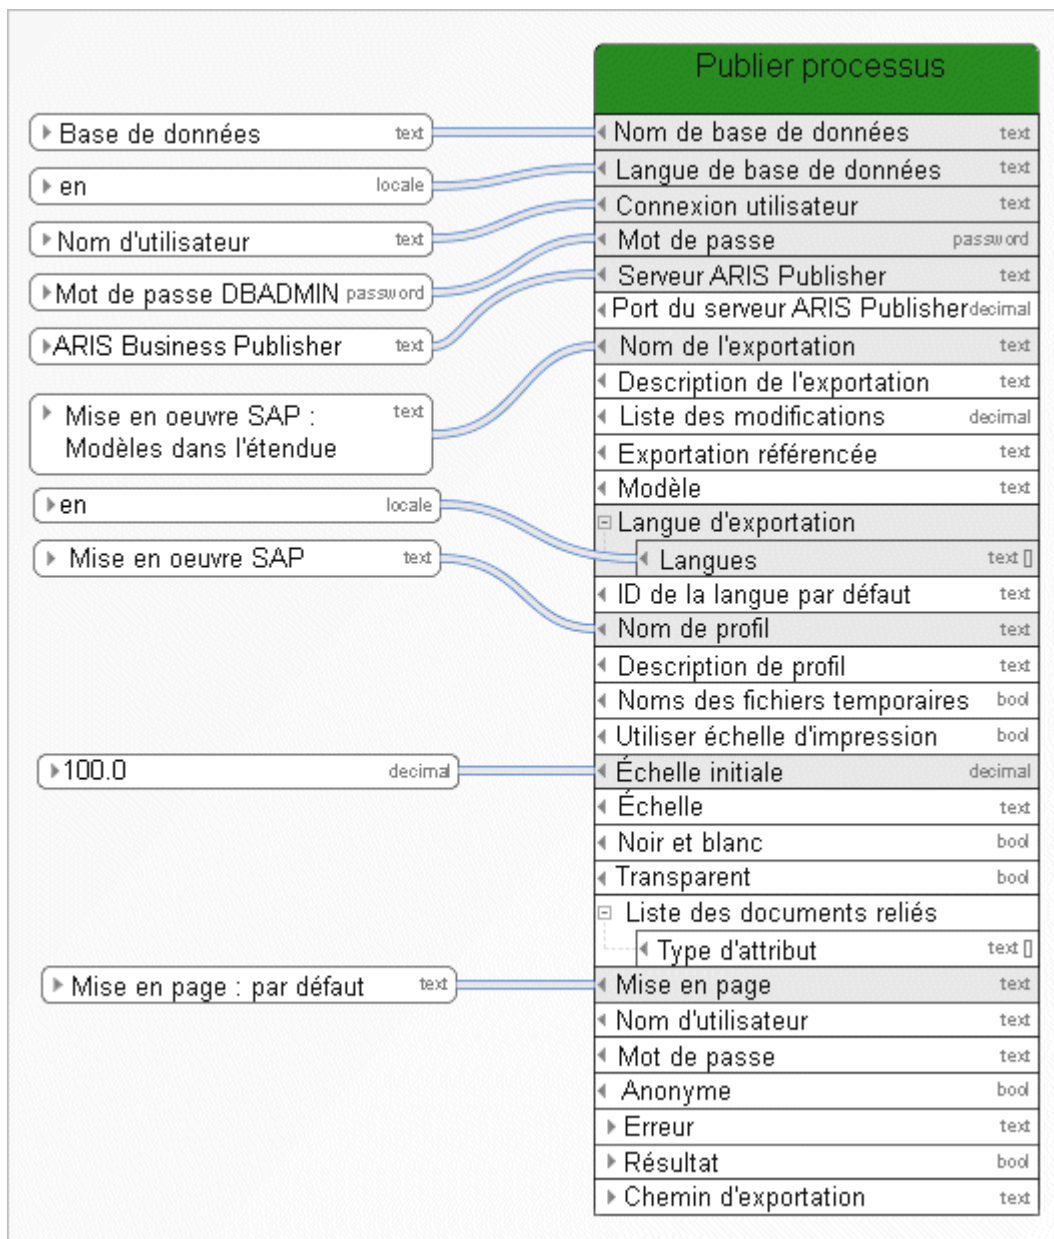 Publier processus
Base de données text
Nom de base de données text
en locale
Langue de base de données text
Nom d'utilisateur text
Connexion utilisateur text
Mot de passe DBADMIN password
Mot de passe password
ARIS Business Publisher text
Serveur ARIS Publisher text
Port du serveur ARIS Publisher decimal
Mise en oeuvre SAP : text
Modèles dans l'étendue
Nom de l'exportation text
Description de l'exportation text
Liste des modifications decimal
Exportation référencée text
Modèle text
en locale
Langue d'exportation
Langues text []
Mise en oeuvre SAP text
ID de la langue par défaut text
Nom de profil text
Description de profil text
Noms des fichiers temporaires bool
Utiliser échelle d'impression bool
100.0 decimal
Échelle initiale decimal
Échelle text
Noir et blanc bool
Transparent bool
Liste des documents reliés
Type d'attribut text []
Mise en page : par défaut text
Mise en page text
Nom d'utilisateur text
Mot de passe text
Anonyme bool
Erreur text
Résultat bool
Chemin d'exportation text